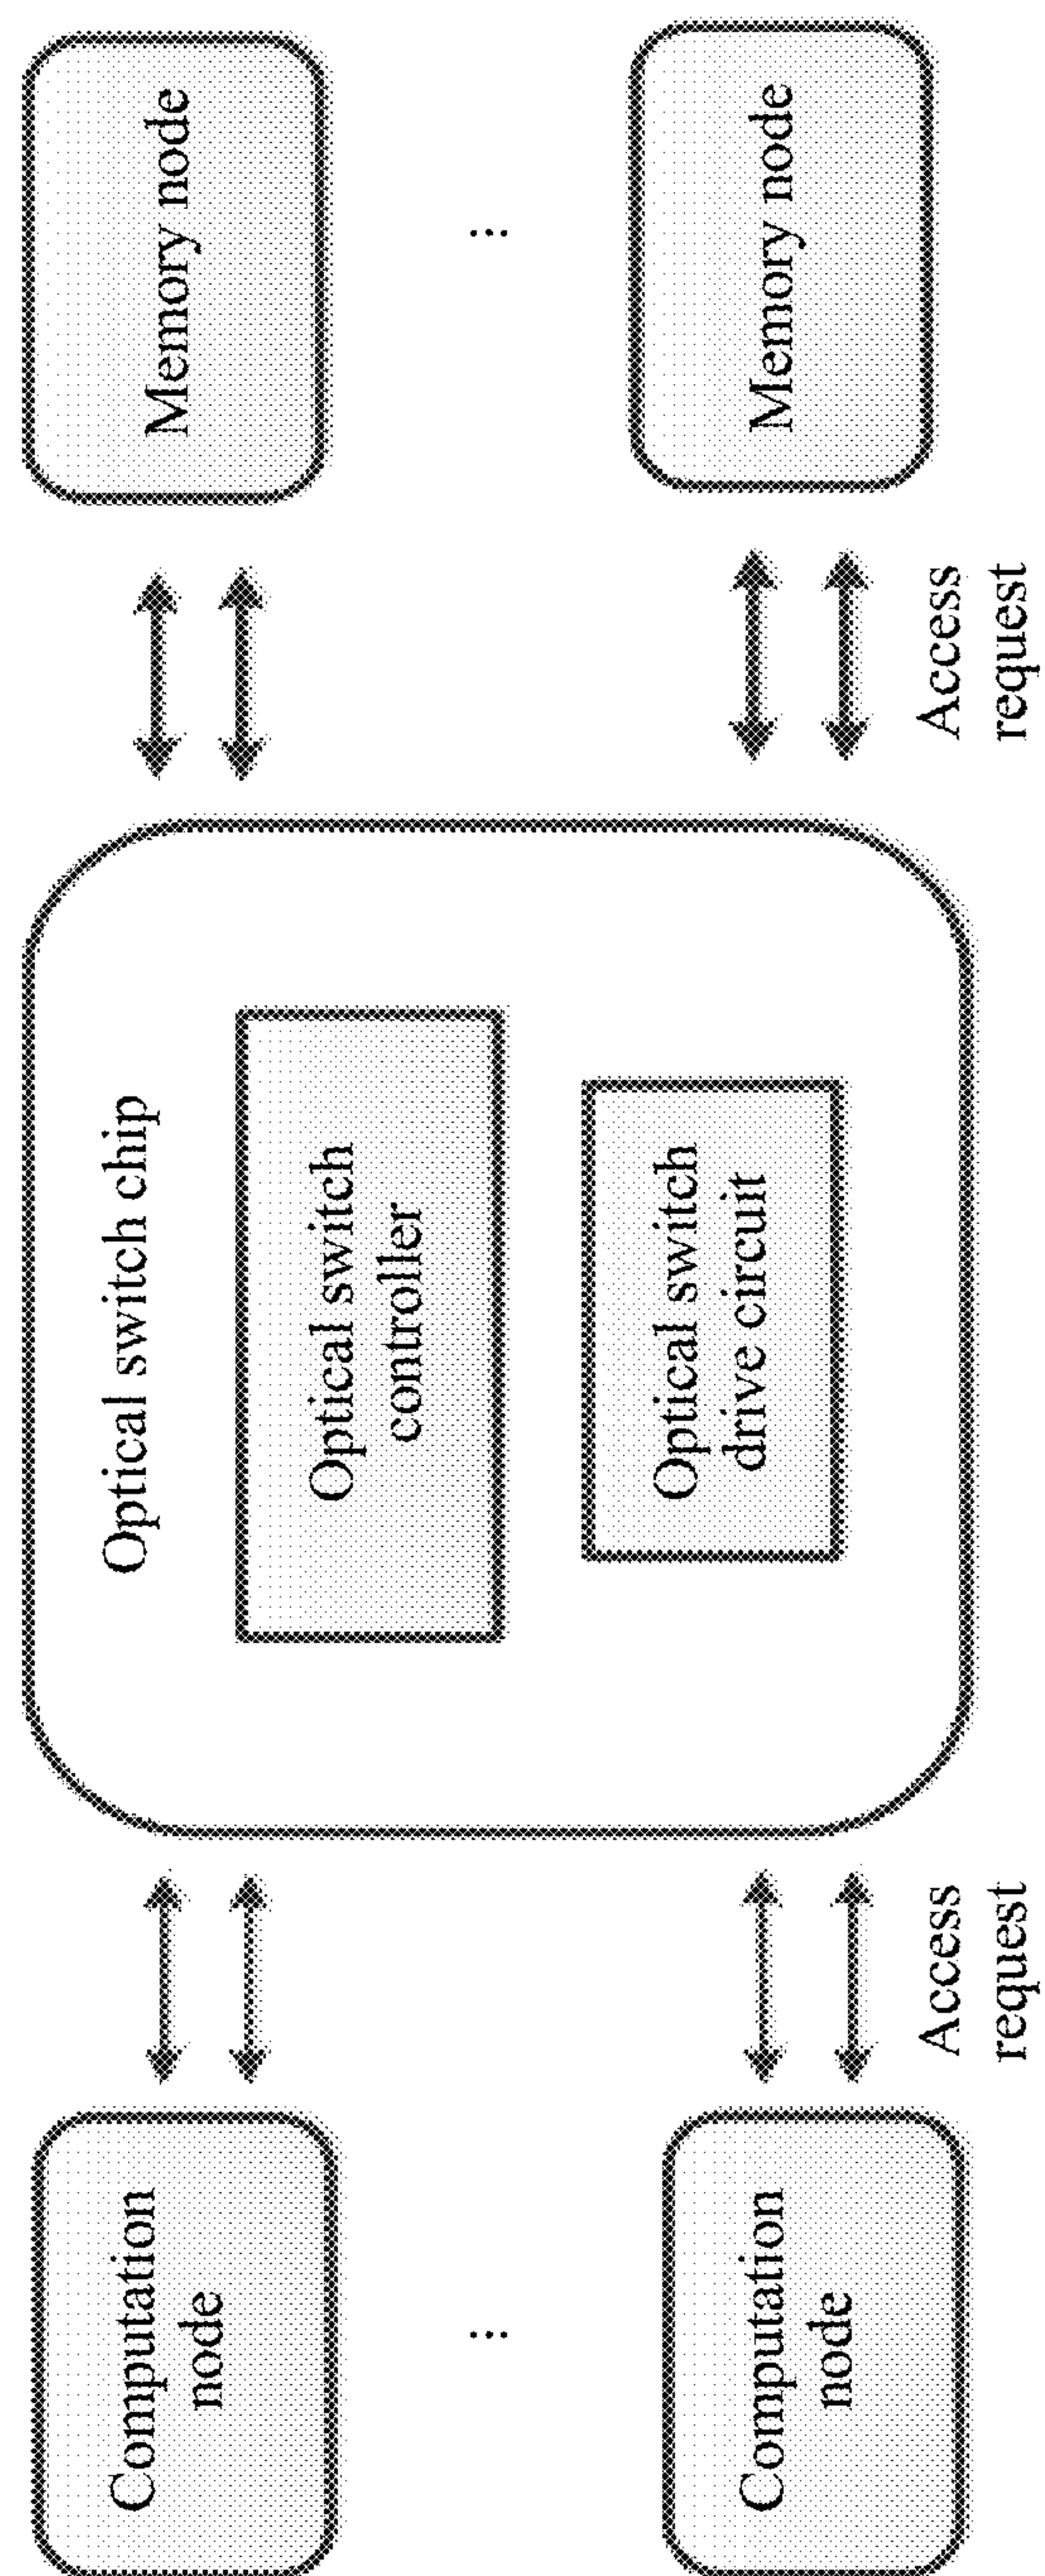 Computation
node
...
Computation
node
Access
request
Optical switch chip
Optical switch
controller
Optical switch
drive circuit
Access
request
Memory node
...
Memory node